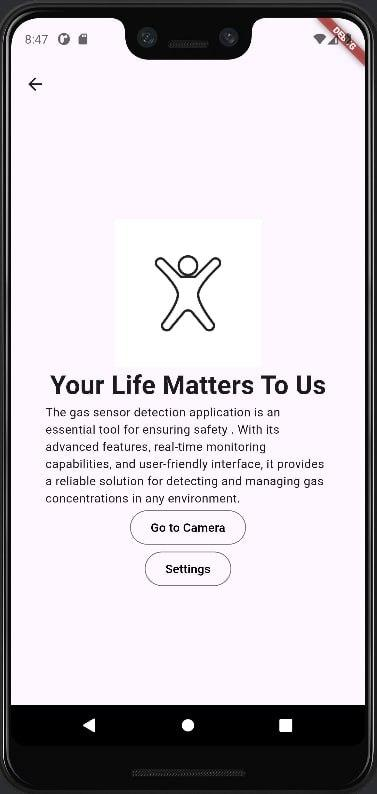 8:47
DEBUG
Your Life Matters To Us
The gas sensor detection application is an
essential tool for ensuring safety . With its
advanced features, real-time monitoring
capabilities, and user-friendly interface, it provides
a reliable solution for detecting and managing gas
concentrations in any environment.
Go to Camera
Settings